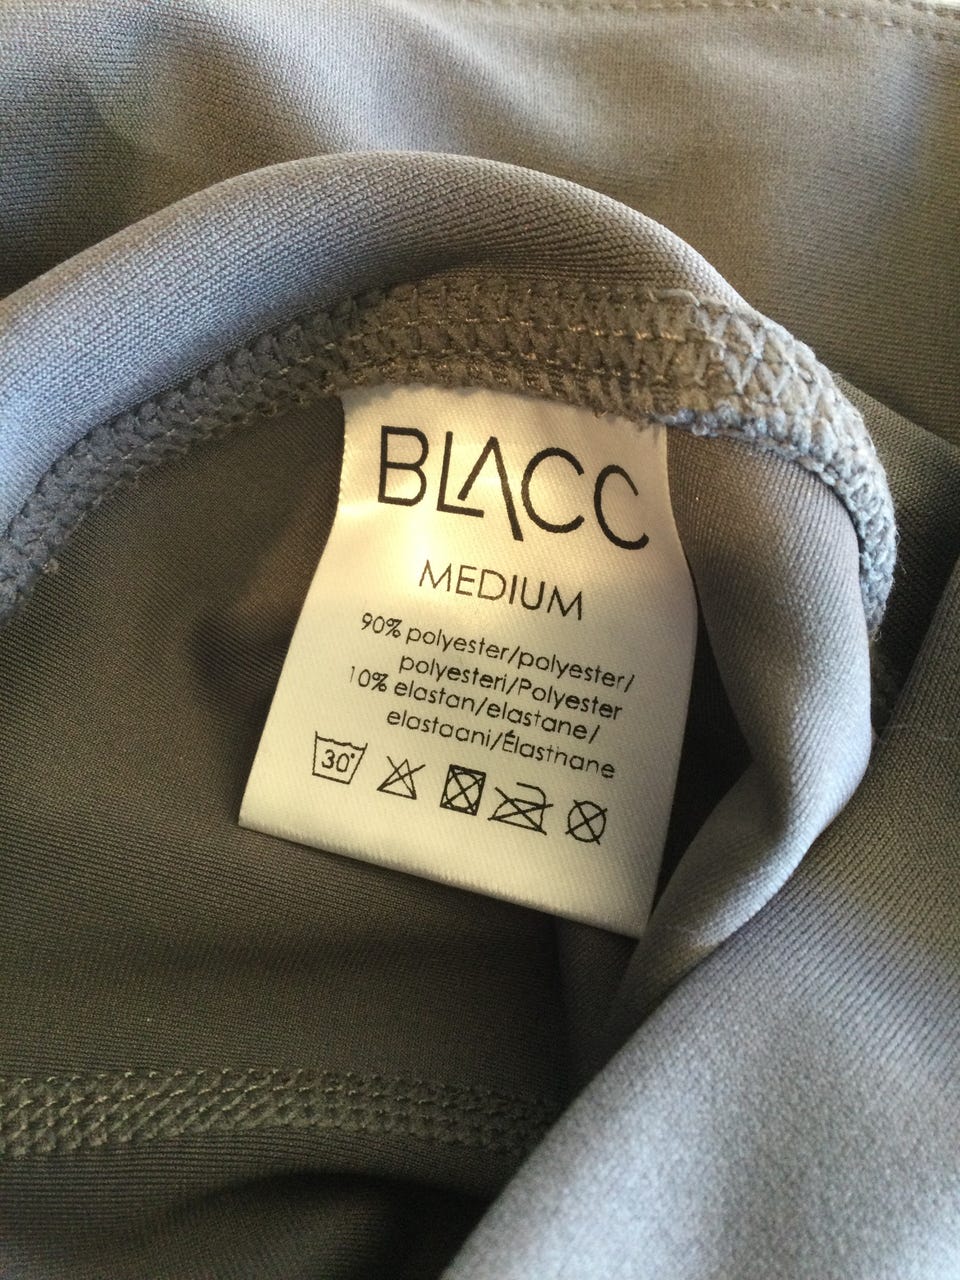 BLACC
MEDIUM
90% polyester/polyester/
polyesteri/Polyester
10% elastan/elastane/
elastaani/Élasthane
30°